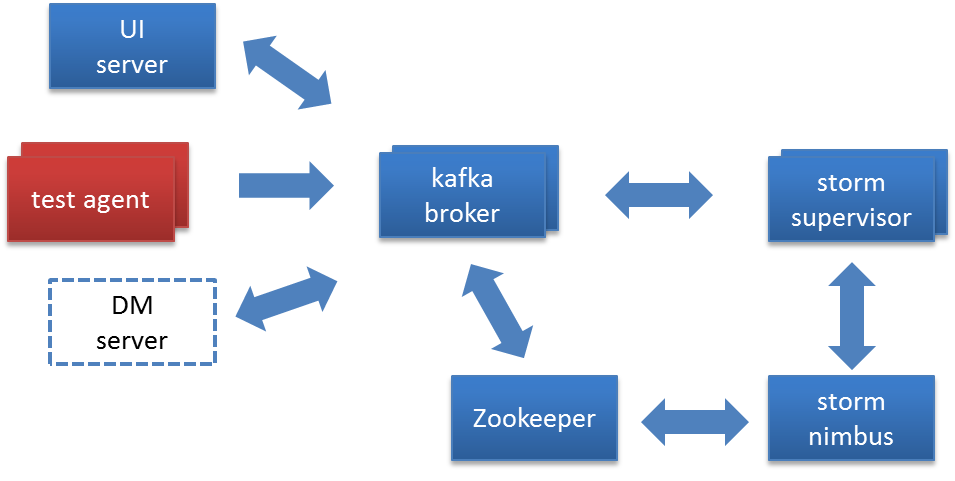 UI
server
test agent
kafka
broker
storm
supervisor
DM
server
Zookeeper
storm
nimbus